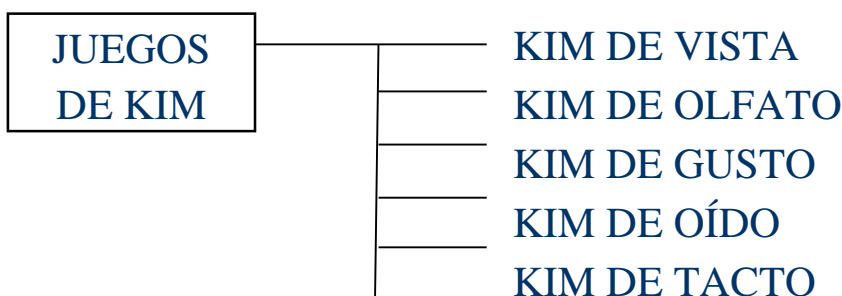 JUEGOS
DE KIM
KIM DE VISTA
KIM DE OLFATO
KIM DE GUSTO
KIM DE OÍDO
KIM DE TACTO